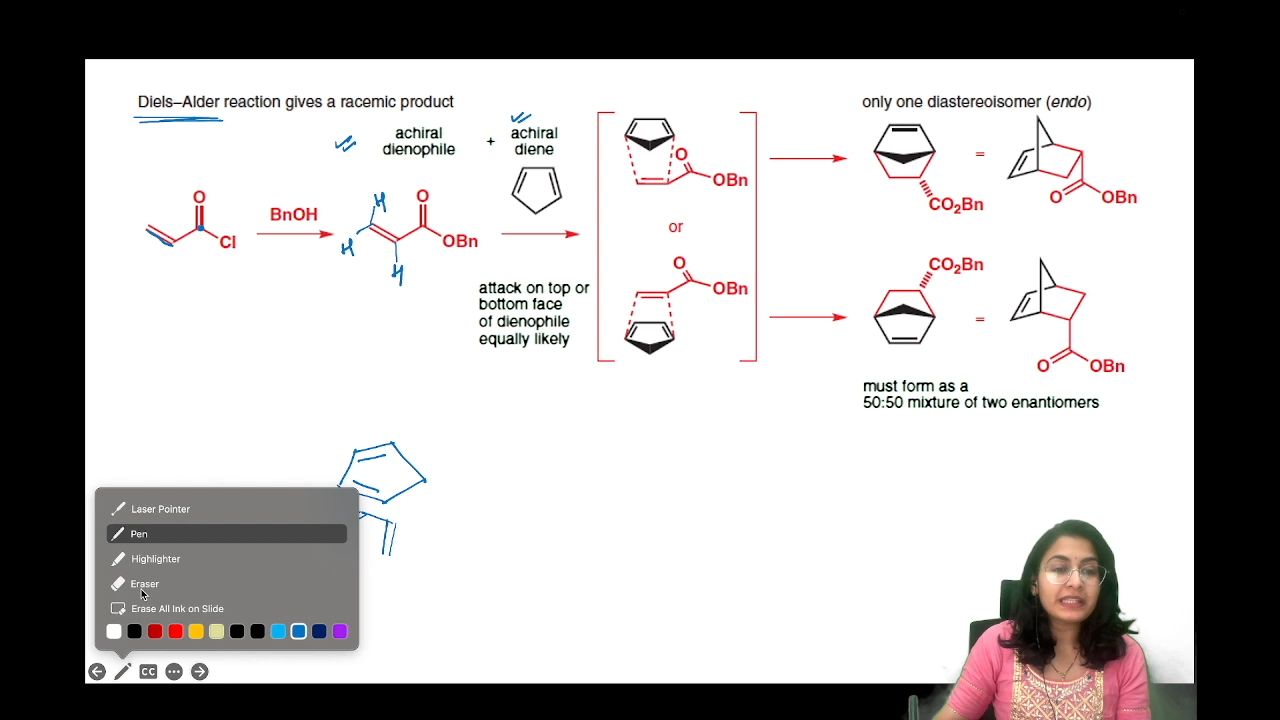 Diels–Alder reaction gives a racemic product
achiral
dienophile
+
achiral
diene
O
Cl
BnOH
H
H
H
O
OBn
attack on top or
bottom face
of dienophile
equally likely
O
OBn
or
O
OBn
only one diastereoisomer (endo)
CO2Bn
=
O
OBn
CO2Bn
=
O
OBn
must form as a
50:50 mixture of two enantiomers
Laser Pointer
Pen
Highlighter
Eraser
Erase All Ink on Slide
CC